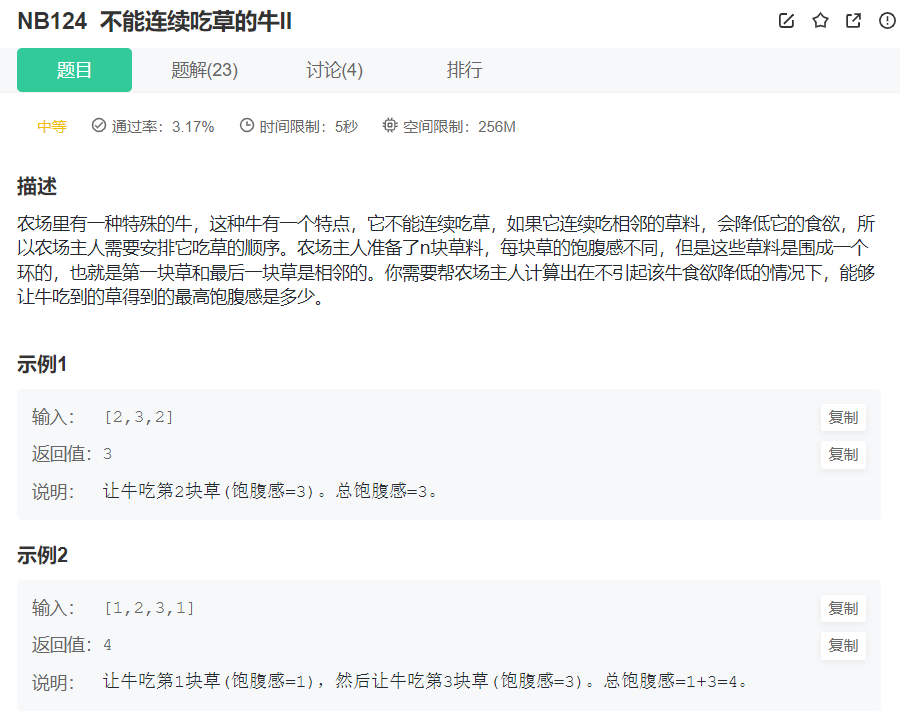 NB124 不能连续吃草的牛II
题目 题解(23) 讨论(4) 排行
中等 通过率：3.17% 时间限制：5秒 空间限制：256M
描述
农场里有一种特殊的牛，这种牛有一个特点，它不能连续吃草，如果它连续吃相邻的草料，会降低它的食欲，所
以农场主人需要安排它吃草的顺序。农场主人准备了n块草料，每块草的饱腹感不同，但是这些草料是围成一个
环的，也就是第一块草和最后一块草是相邻的。你需要帮农场主人计算出在不引起该牛食欲降低的情况下，能够
让牛吃到的草得到的最高饱腹感是多少。
示例1
输入： [2,3,2] 复制
返回值：3 复制
说明： 让牛吃第2块草(饱腹感=3)。总饱腹感=3。
示例2
输入： [1,2,3,1] 复制
返回值：4 复制
说明： 让牛吃第1块草(饱腹感=1)，然后让牛吃第3块草(饱腹感=3)。总饱腹感=1+3=4。